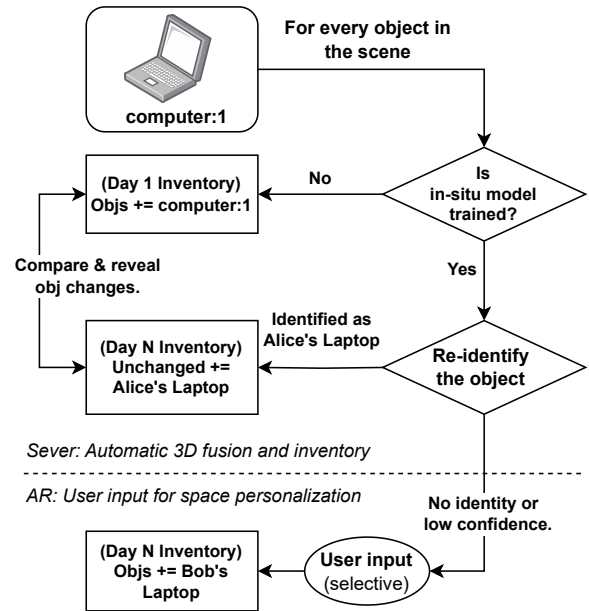 For every object in
the scene
computer:1
Is
in-situ model
trained?
No
(Day 1 Inventory)
Objs += computer:1
Yes
Compare & reveal
obj changes.
Identified as
Alice's Laptop
(Day N Inventory)
Unchanged +=
Alice's Laptop
Re-identify
the object
Sever: Automatic 3D fusion and inventory
AR: User input for space personalization
No identity or
low confidence.
User input
(selective)
(Day N Inventory)
Objs += Bob's
Laptop